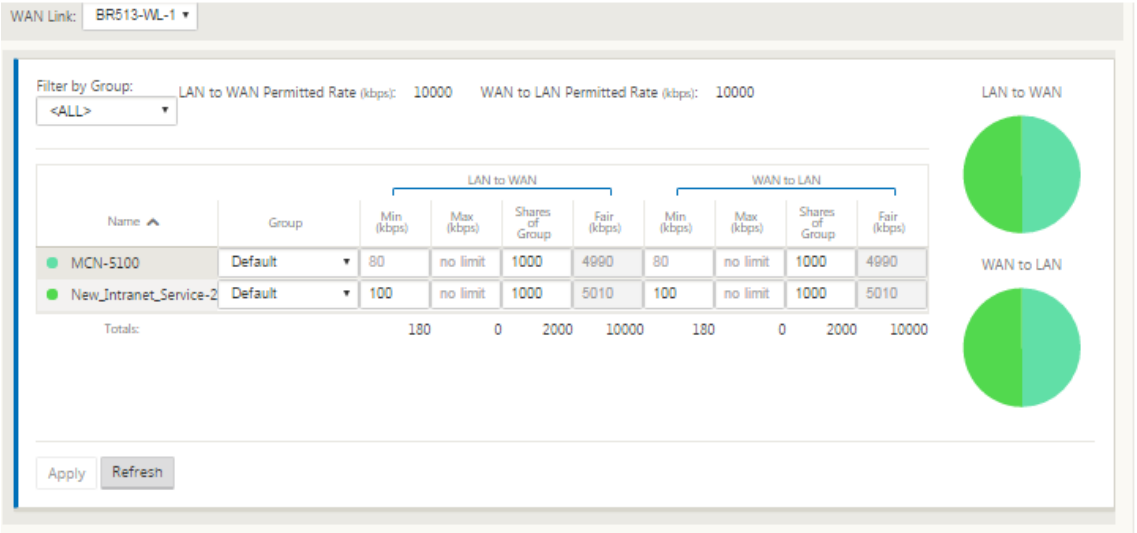 WAN Link: BR513-WL-1
Filter by Group:
<ALL>
LAN to WAN Permitted Rate (kbps): 10000 WAN to LAN Permitted Rate (kbps): 10000
LAN to WAN
LAN to WAN WAN to LAN
Name Group Min (kbps) Max (kbps) Shares of Group Fair (kbps) Min (kbps) Max (kbps) Shares of Group Fair (kbps)
MCN-5100 Default 80 no limit 1000 4990 80 no limit 1000 4990
New_Intranet_Service-2 Default 100 no limit 1000 5010 100 no limit 1000 5010
Totals: 180 0 2000 10000 180 0 2000 10000
WAN to LAN
Apply Refresh